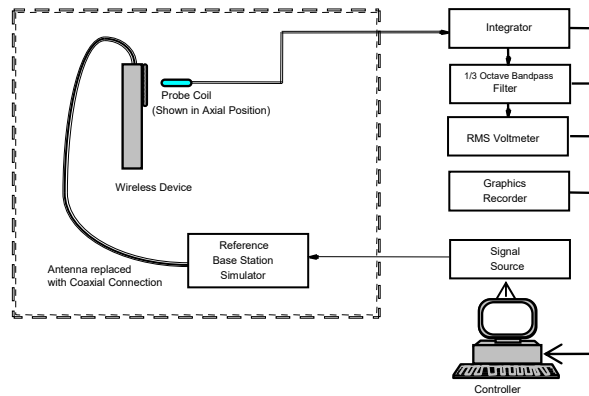 Integrator
1/3 Octave Bandpass
Filter
RMS Voltmeter
Graphics
Recorder
Probe Coil
(Shown in Axial Position)
Wireless Device
Reference
Base Station
Simulator
Antenna replaced
with Coaxial Connection
Signal
Source
Controller